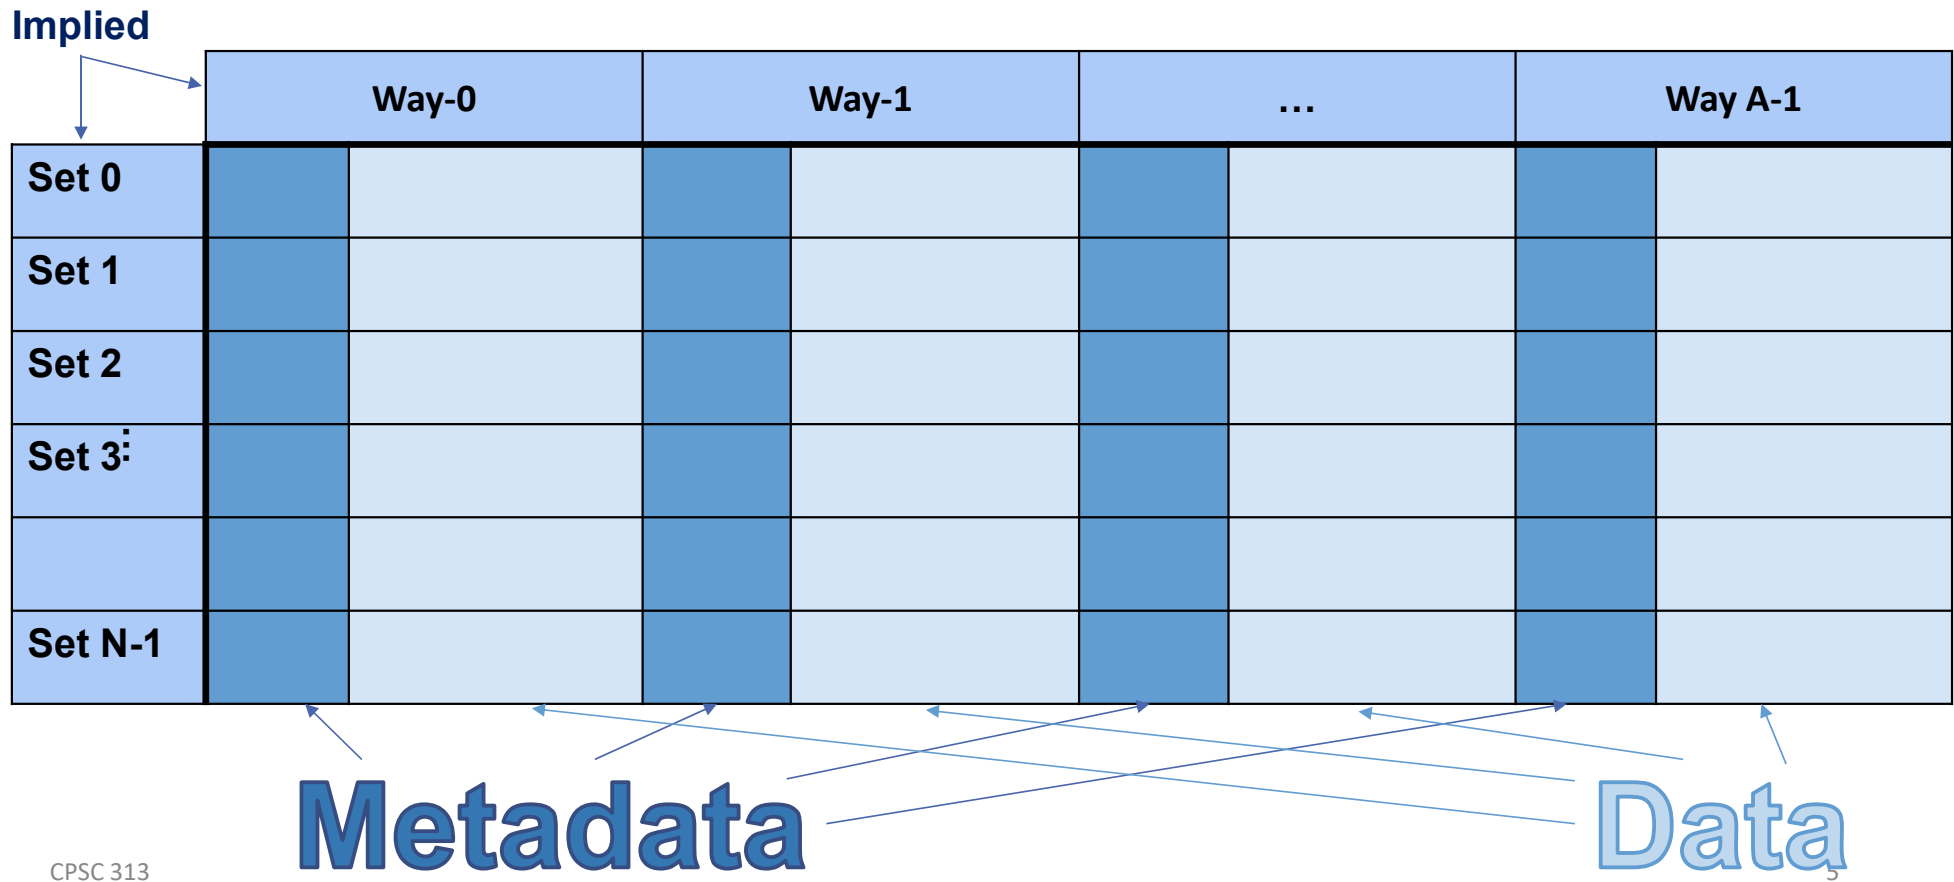 Implied
Way-0 Way-1 ... Way A-1
Set 0
Set 1
Set 2
Set 3⋮
Set N-1
Metadata Data
CPSC 313 5